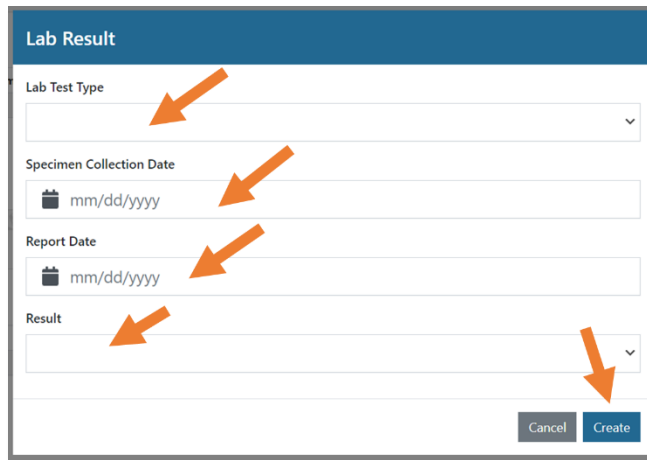 Lab Result
Lab Test Type
Specimen Collection Date
mm/dd/yyyy
Report Date
mm/dd/yyyy
Result
Cancel Create